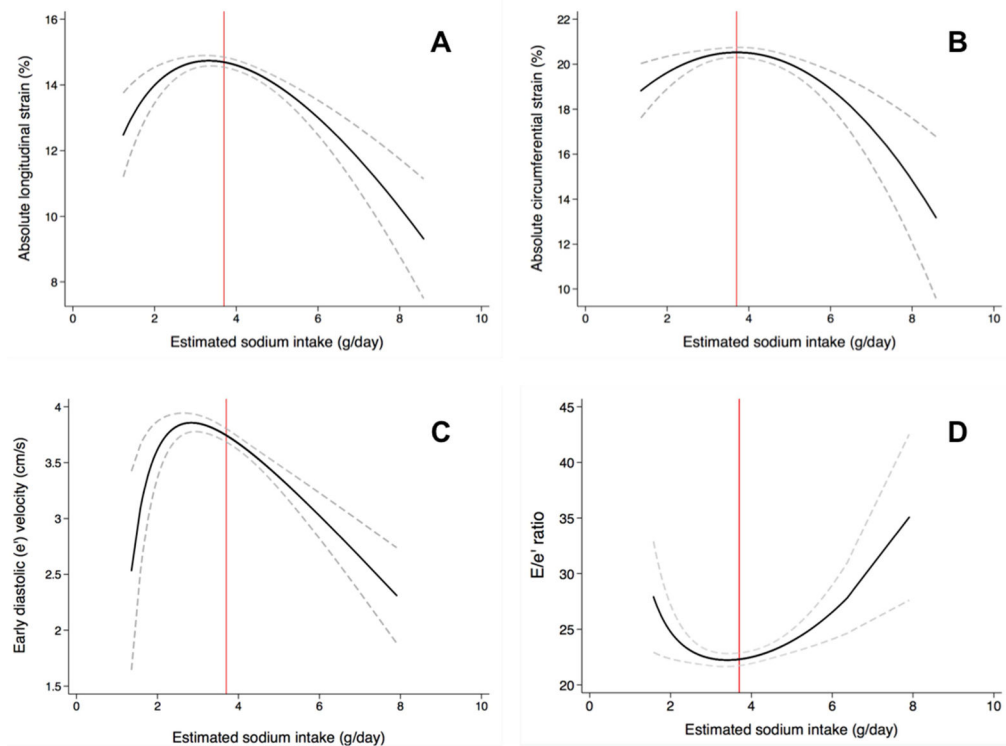 A
Absolute longitudinal strain (%)
16
14
12
10
8
0 2 4 6 8 10
Estimated sodium intake (g/day)
B
Absolute circumferential strain (%)
22
20
18
16
14
12
10
0 2 4 6 8 10
Estimated sodium intake (g/day)
C
Early diastolic (e') velocity (cm/s)
4
3.5
3
2.5
2
1.5
0 2 4 6 8 10
Estimated sodium intake (g/day)
D
E/e' ratio
45
40
35
30
25
20
0 2 4 6 8 10
Estimated sodium intake (g/day)